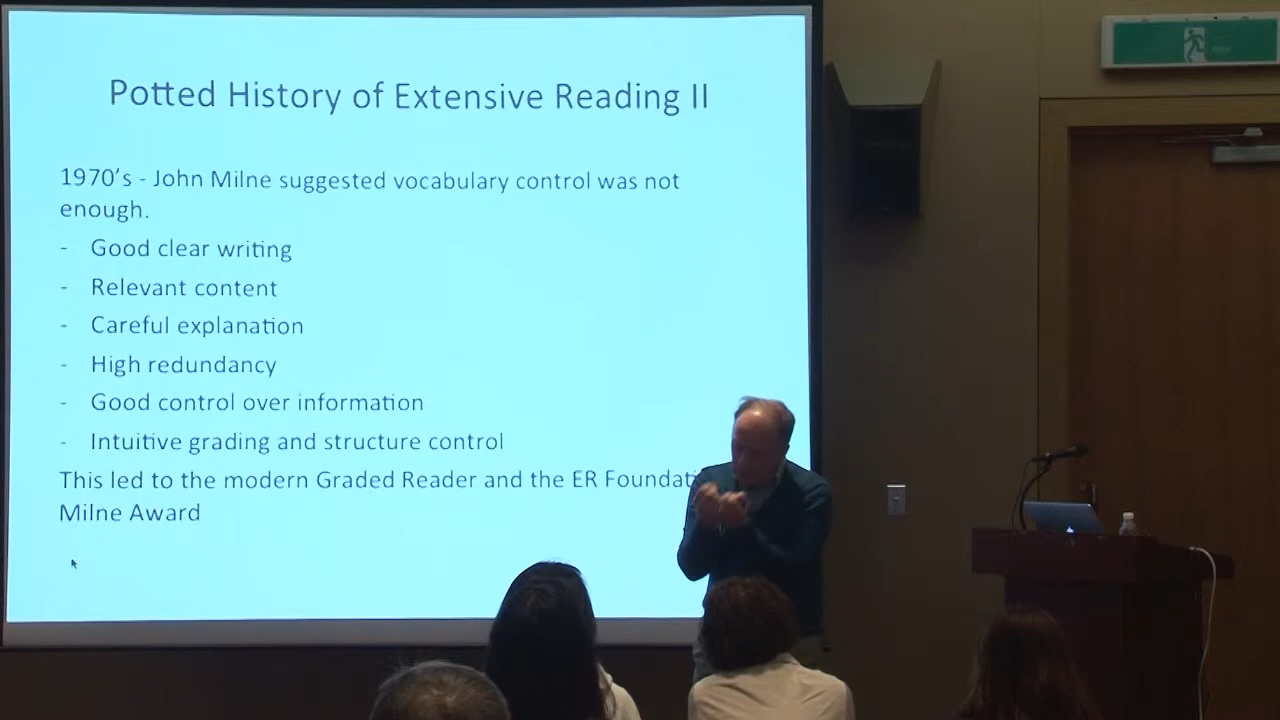 Potted History of Extensive Reading II
1970's - John Milne suggested vocabulary control was not
enough.
- Good clear writing
- Relevant content
- Careful explanation
- High redundancy
- Good control over information
- Intuitive grading and structure control
This led to the modern Graded Reader and the ER
Milne Award